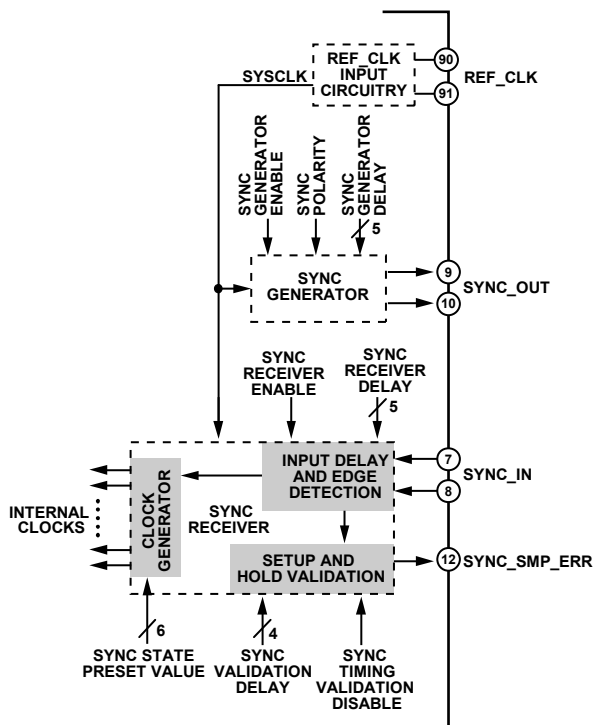 SYSCLK
REF_CLK
INPUT
CIRCUITRY
90
91
REF_CLK
SYNC
GENERATOR
ENABLE
SYNC
POLARITY
SYNC
GENERATOR
DELAY
5
SYNC
GENERATOR
9
10
SYNC_OUT
SYNC
RECEIVER
ENABLE
SYNC
RECEIVER
DELAY
5
INPUT DELAY
AND EDGE
DETECTION
7
8
SYNC_IN
INTERNAL
CLOCKS
CLOCK
GENERATOR
SYNC
RECEIVER
SETUP AND
HOLD VALIDATION
12
SYNC_SMP_ERR
6
SYNC STATE
PRESET VALUE
4
SYNC
VALIDATION
DELAY
SYNC
TIMING
VALIDATION
DISABLE